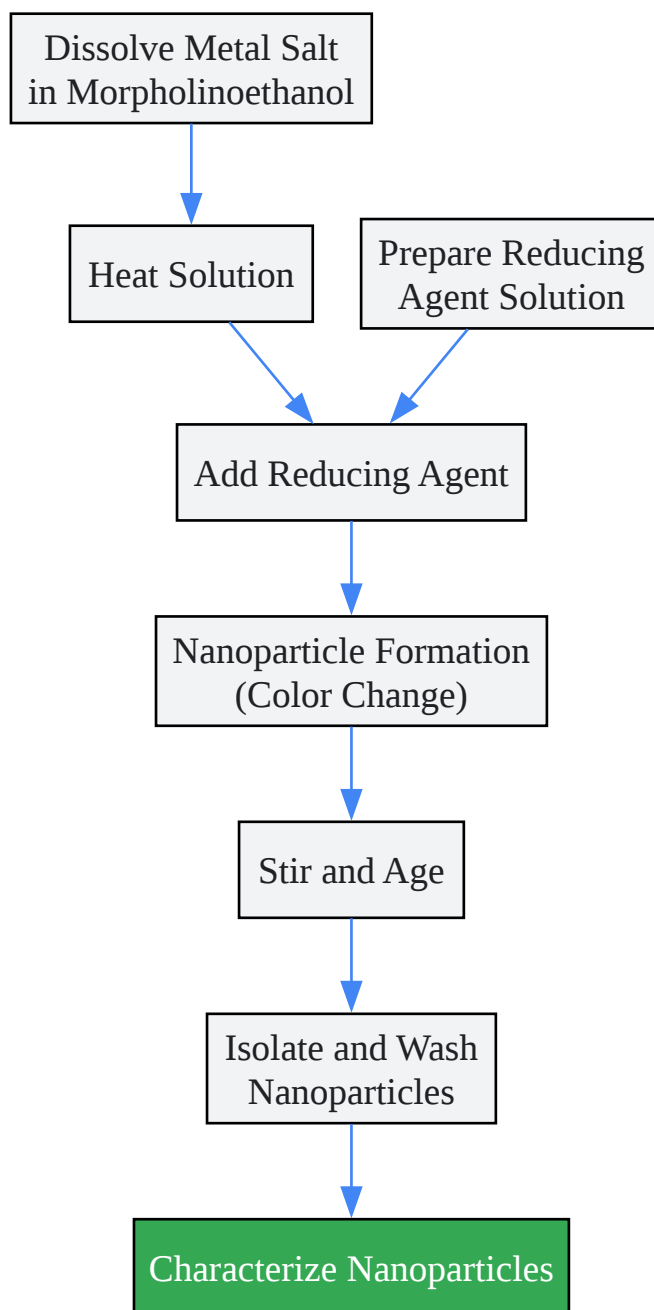 Dissolve Metal Salt
in Morpholinoethanol
Heat Solution
Prepare Reducing
Agent Solution
Add Reducing Agent
Nanoparticle Formation
(Color Change)
Stir and Age
Isolate and Wash
Nanoparticles
Characterize Nanoparticles